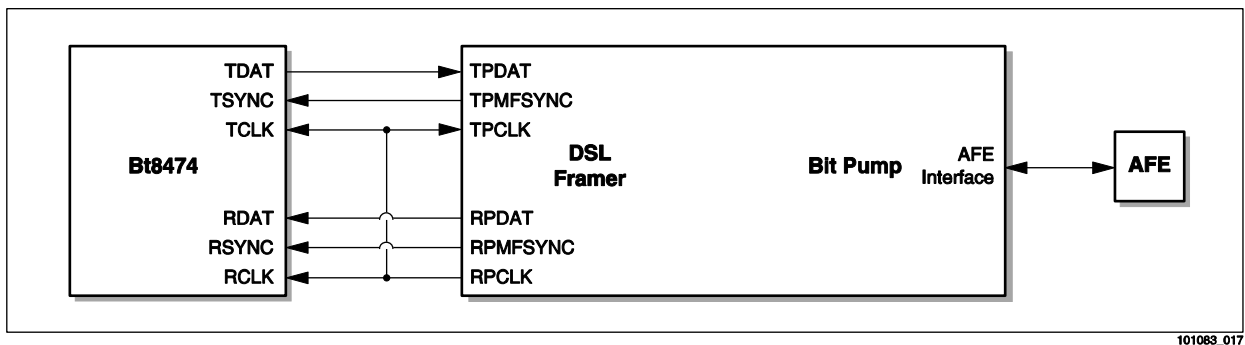 TDAT
TSYNC
TCLK
Bt8474
RDAT
RSYNC
RCLK
TPDAT
TPMFSYNC
TPCLK
DSL
Framer
RPDAT
RPMFSYNC
RPCLK
Bit Pump
AFE
Interface
AFE
101083_017